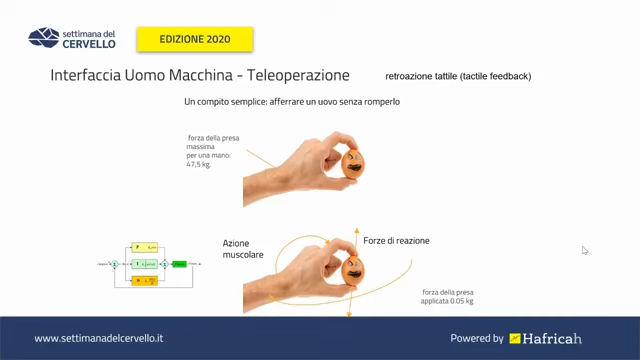 settimana del
CERVELLO
EDIZIONE 2020
Interfaccia Uomo Macchina - Teleoperazione
retroazione tattile (tactile feedback)
Un compito semplice: afferrare un uovo senza romperlo
forza della presa
massima
per una mano:
47,5 kg.
Azione
muscolare
Forze di reazione
P
I
forza della presa
applicata 0.05 kg
www.settimanadelcervello.it
Powered by
Hafricah